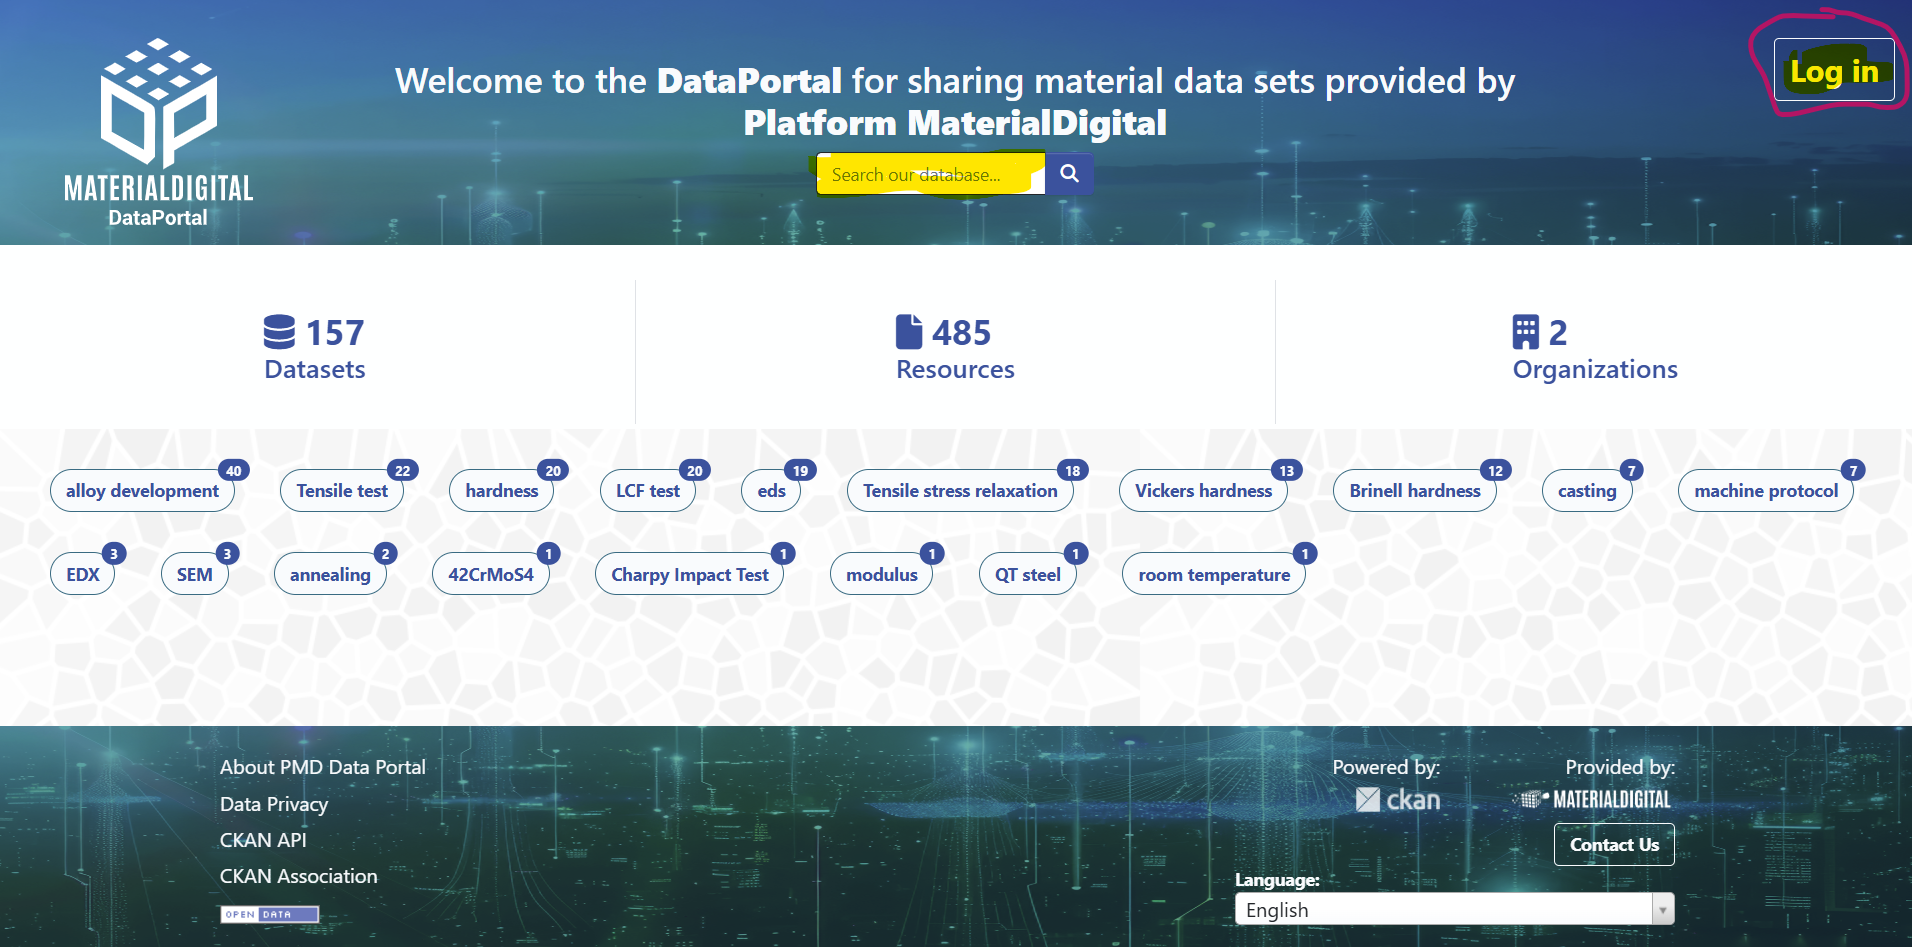 Log in
Welcome to the DataPortal for sharing material data sets provided by
Platform MaterialDigital
Search our database...
MATERIALDIGITAL
DataPortal
157
Datasets
485
Resources
2
Organizations
alloy development 40
Tensile test 22
hardness 20
LCF test 20
eds 19
Tensile stress relaxation 18
Vickers hardness 13
Brinell hardness 12
casting 7
machine protocol 7
EDX 3
SEM 3
annealing 2
42CrMoS4 1
Charpy Impact Test 1
modulus 1
QT steel 1
room temperature 1
About PMD Data Portal
Data Privacy
CKAN API
CKAN Association
OPEN DATA
Powered by:
ckan
Provided by:
MATERIALDIGITAL
Contact Us
Language:
English